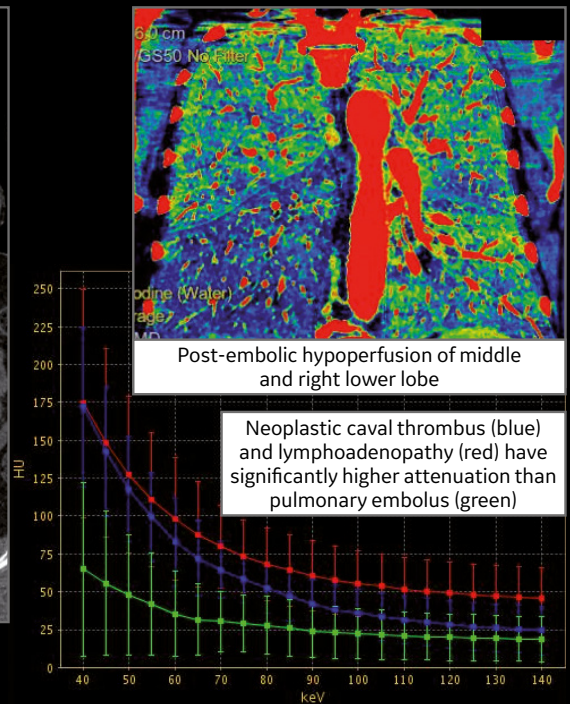 6.0 cm
/GS50 No Filter
odine (Water)
rage
Post-embolic hypoperfusion of middle
and right lower lobe
Neoplastic caval thrombus (blue)
and lymphoadenopathy (red) have
significantly higher attenuation than
pulmonary embolus (green)
250
225
200
175
150
125
100
75
50
25
0
HU
40 50 60 70 80 90 100 110 120 130 140
keV